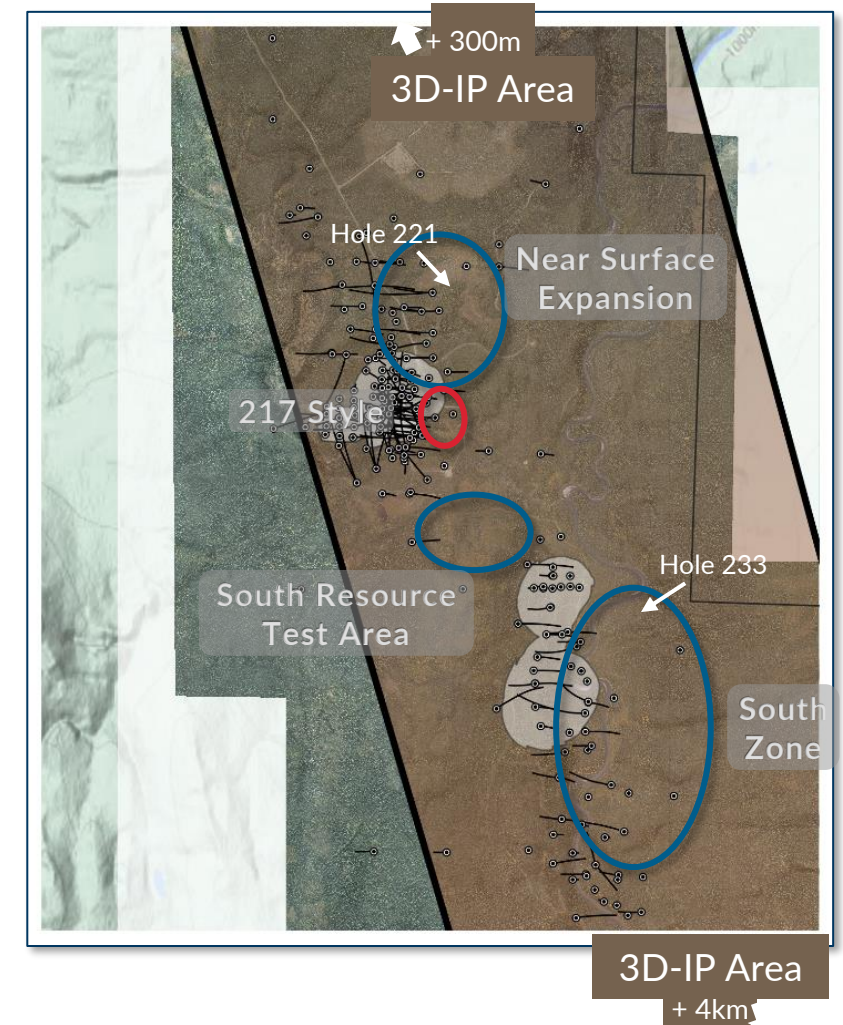 + 300m
3D-IP Area
1000m
Hole 221
Near Surface
Expansion
217 Style
Hole 233
South Resource
Test Area
South
Zone
3D-IP Area
+ 4km